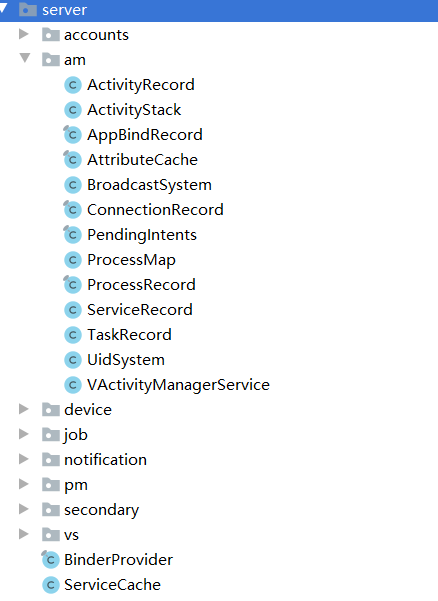 server
accounts
am
ActivityRecord
ActivityStack
AppBindRecord
AttributeCache
BroadcastSystem
ConnectionRecord
PendingIntents
ProcessMap
ProcessRecord
ServiceRecord
TaskRecord
UidSystem
VActivityManagerService
device
job
notification
pm
secondary
vs
BinderProvider
ServiceCache